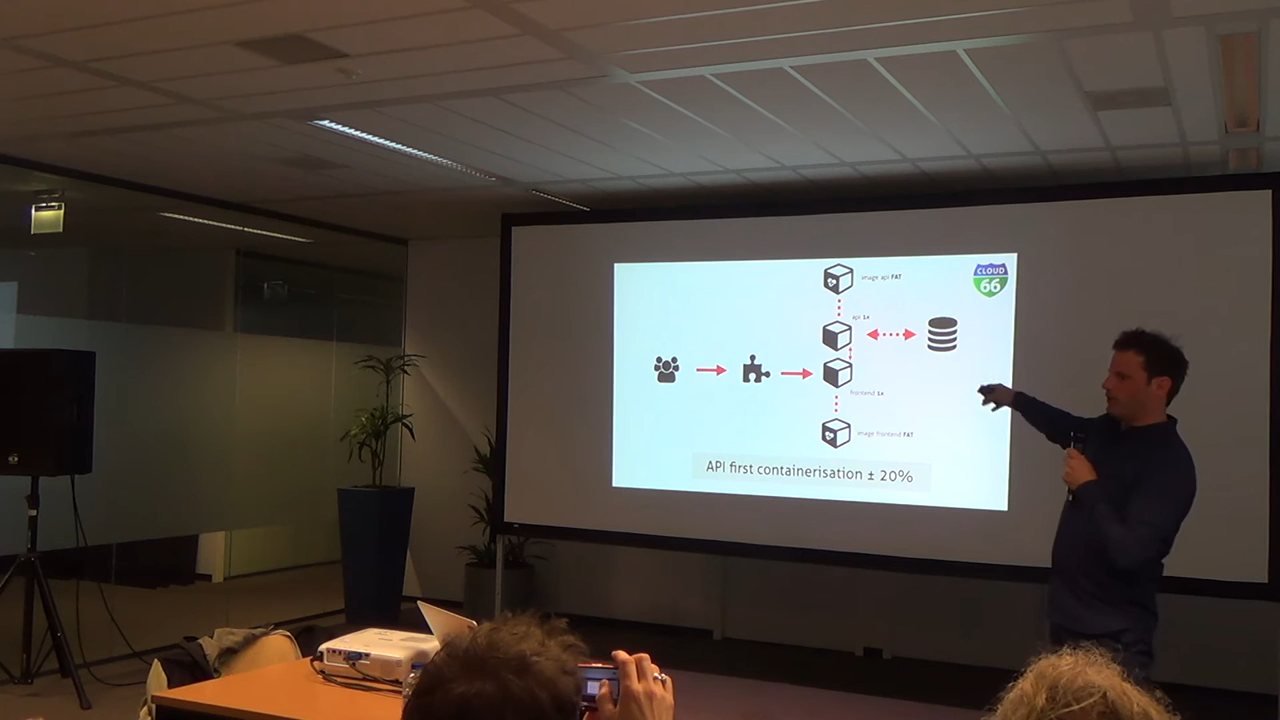 CLOUD
66
image api FAT
api 1x
frontend 1x
image frontend FAT
API first containerisation ± 20%